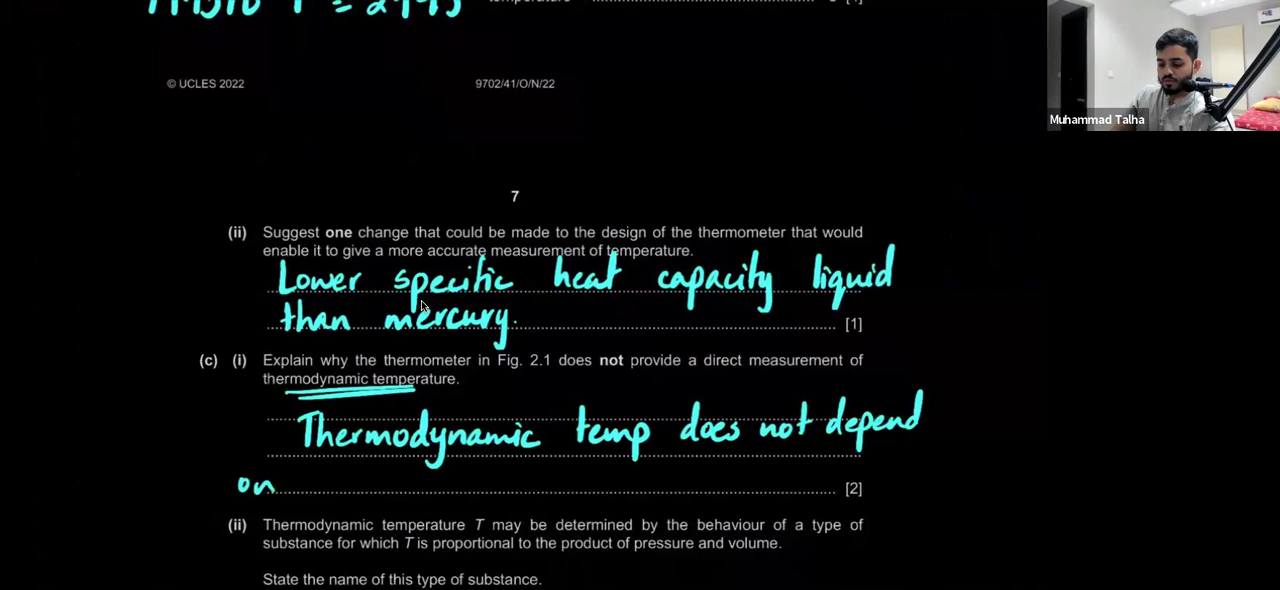 temperature ........ [4]
© UCLES 2022 9702/41/O/N/22
Muhammad Talha
7
(ii) Suggest one change that could be made to the design of the thermometer that would
enable it to give a more accurate measurement of temperature.
Lower specific heat capacity liquid
than mercury. [1]
(c) (i) Explain why the thermometer in Fig. 2.1 does not provide a direct measurement of
thermodynamic temperature.
Thermodynamic temp does not depend
on [2]
(ii) Thermodynamic temperature T may be determined by the behaviour of a type of
substance for which T is proportional to the product of pressure and volume.
State the name of this type of substance.